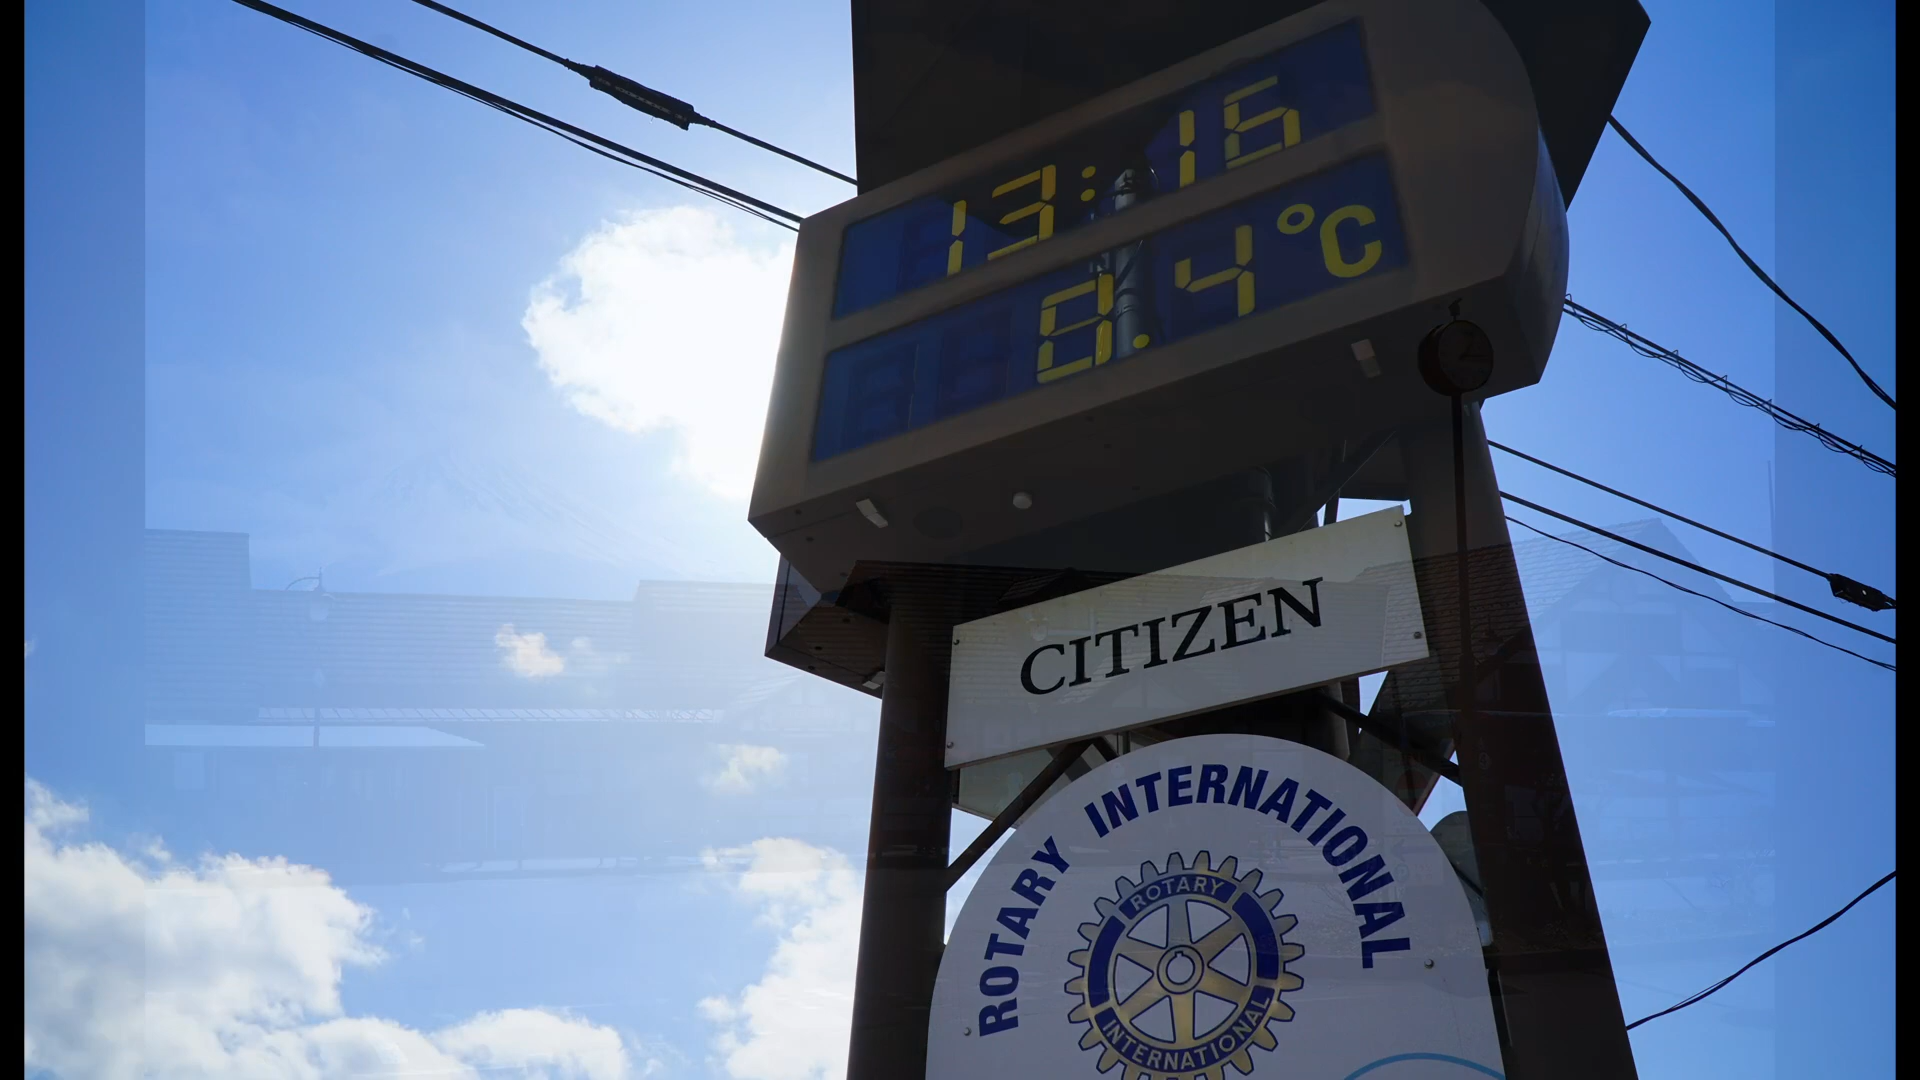 13:16
8.4°C
CITIZEN
ROTARY INTERNATIONAL
ROTARY
INTERNATIONAL